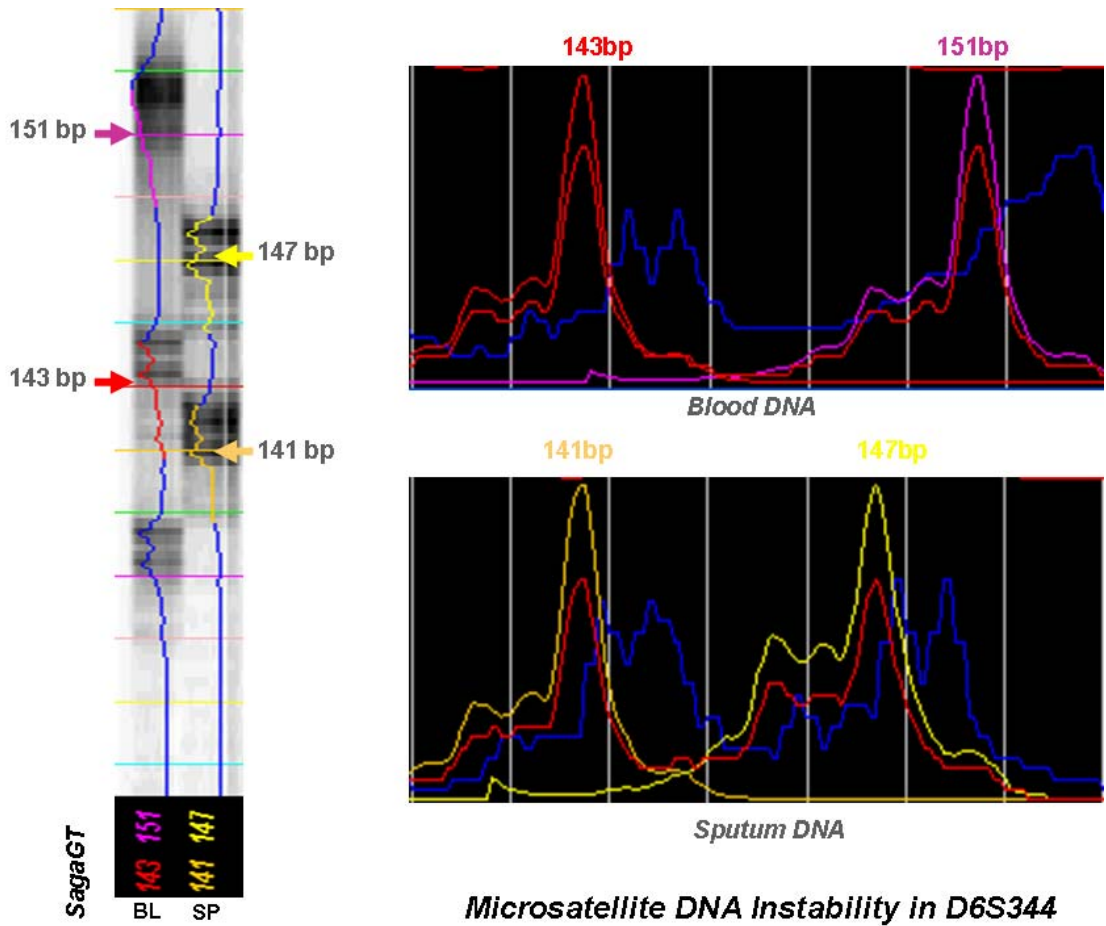 143bp
151bp
151 bp
147 bp
143 bp
141 bp
Blood DNA
141bp
147bp
Sputum DNA
SagaGT
143 151
141 147
BL
SP
Microsatellite DNA Instability in D6S344